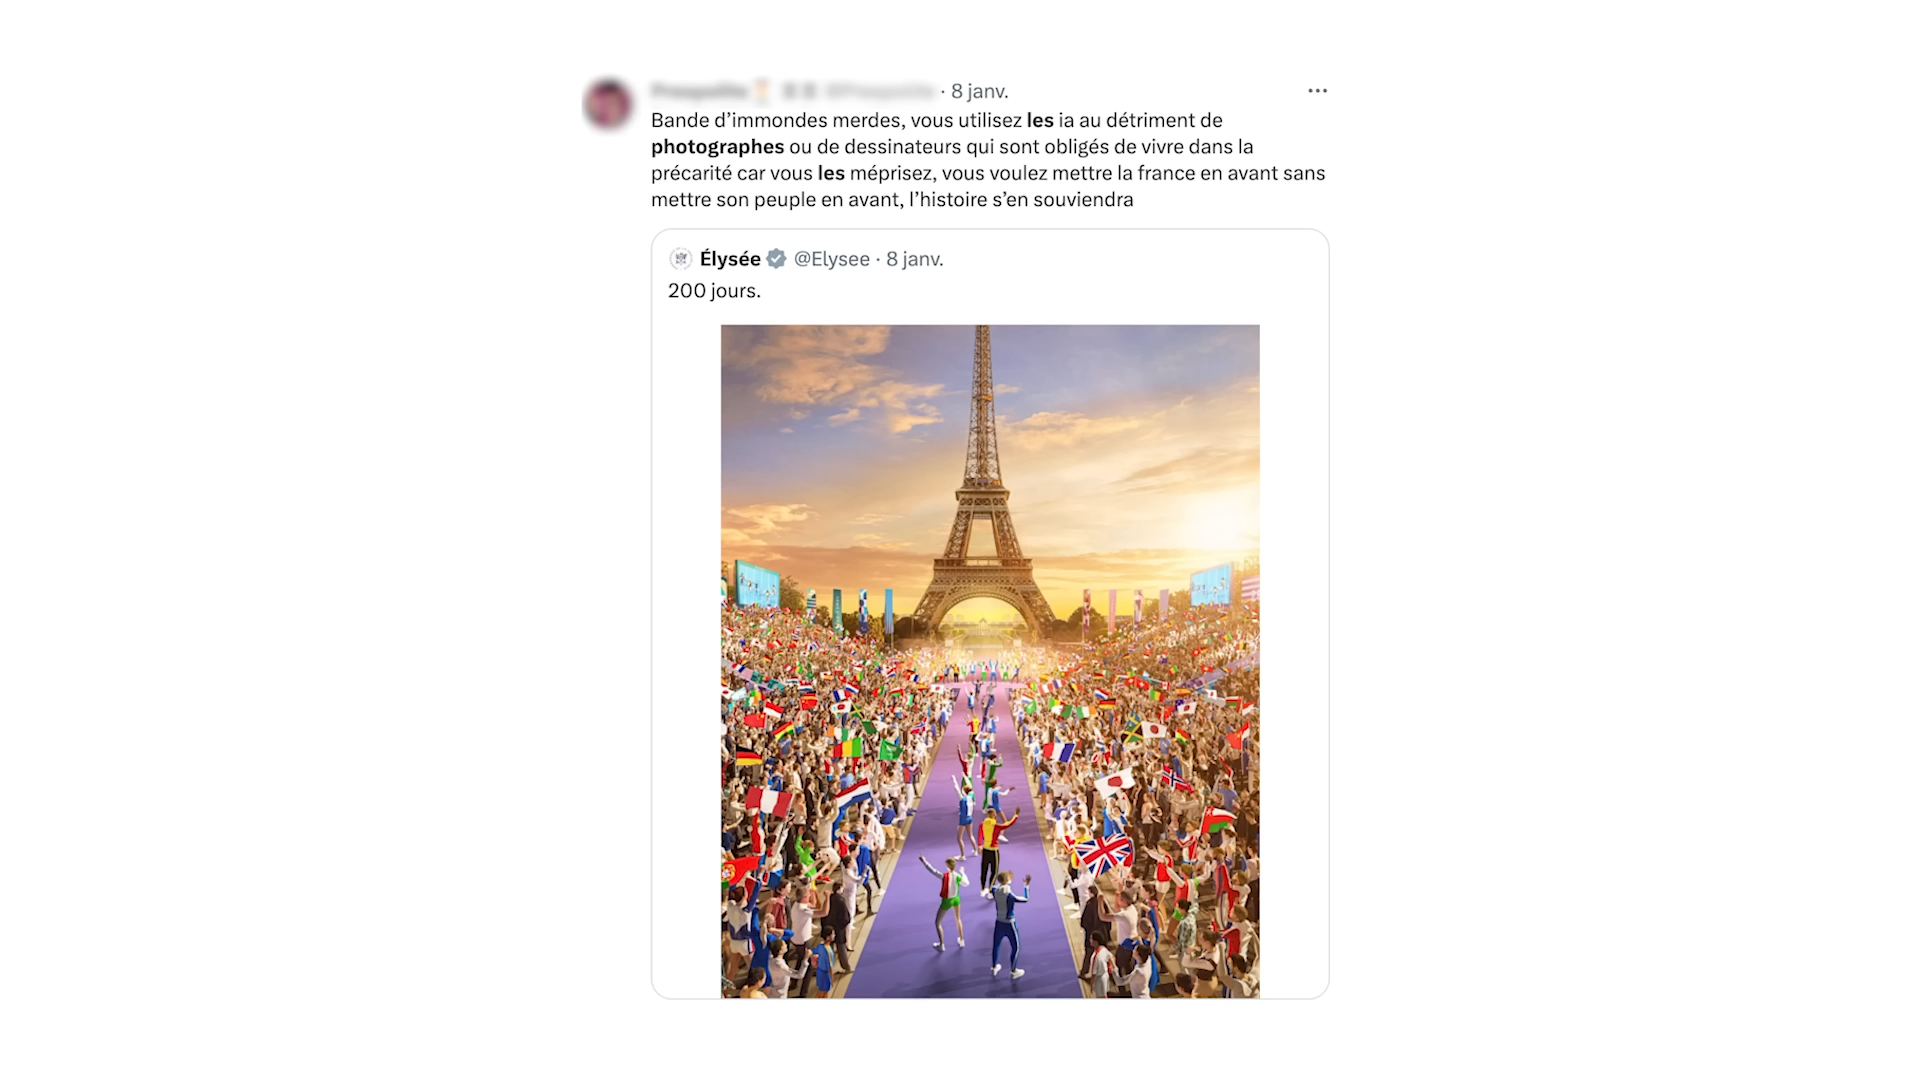 · 8 janv.
Bande d’immondes merdes, vous utilisez les ia au détriment de
photographes ou de dessinateurs qui sont obligés de vivre dans la
précarité car vous les méprisez, vous voulez mettre la france en avant sans
mettre son peuple en avant, l’histoire s’en souviendra
Élysée @Elysee · 8 janv.
200 jours.